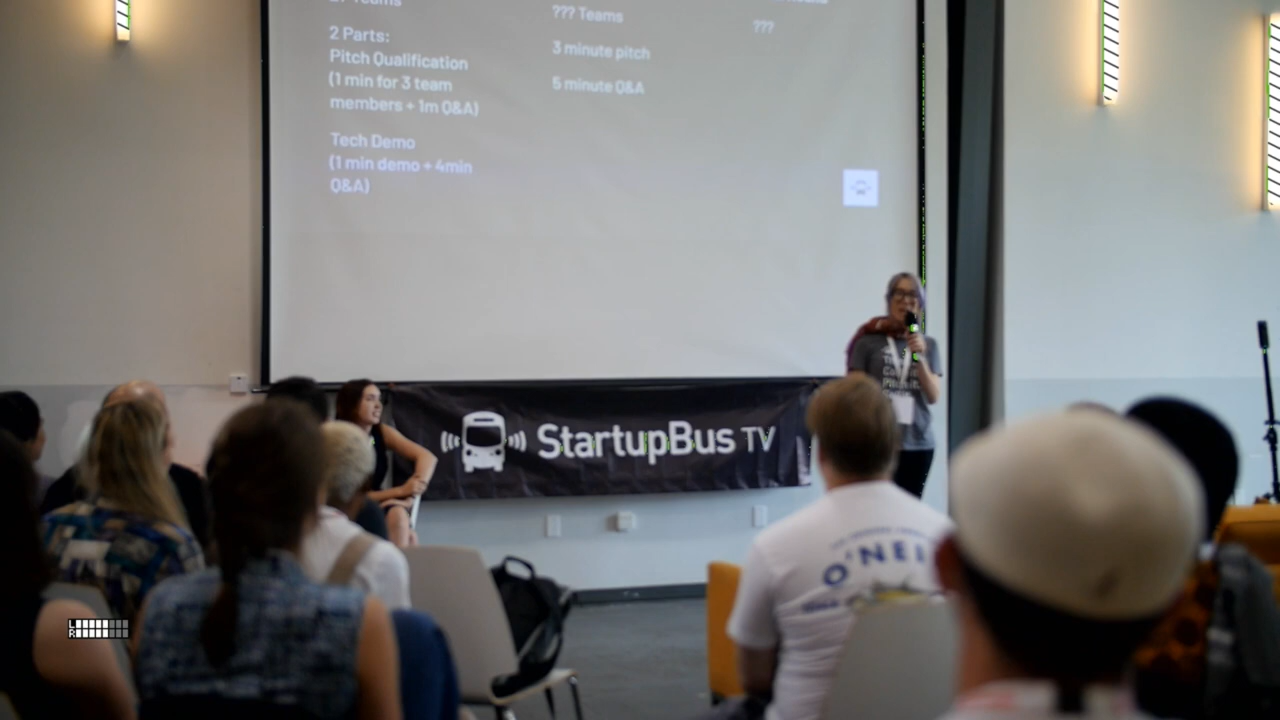 Teams
2 Parts:
Pitch Qualification
(1 min for 3 team
members + 1m Q&A)
Tech Demo
(1 min demo + 4min
Q&A)
??? Teams
3 minute pitch
5 minute Q&A
???
StartupBus TV
O'NEI
L
R